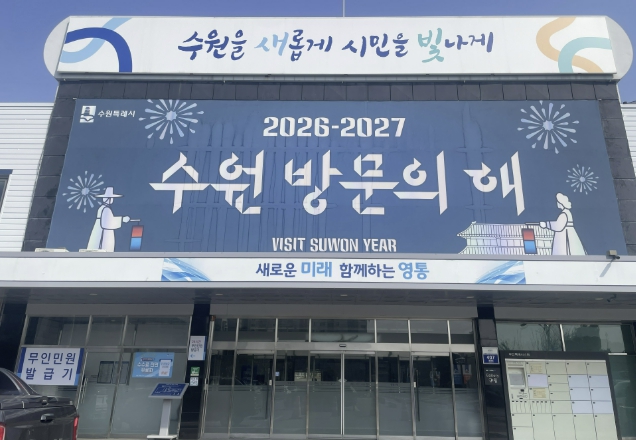 수원을 새롭게 시민을 빛나게
수원특례시
2026-2027
수원 방문의 해
VISIT SUWON YEAR
새로운 미래 함께하는 영통
무인민원
발급기